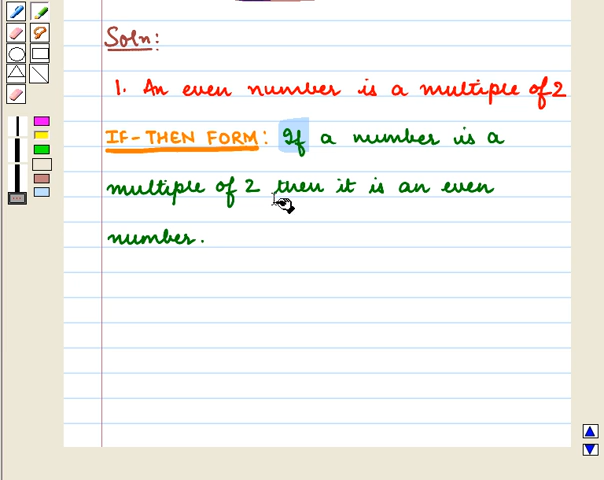 Soln:
1. An even number is a multiple of 2
IF-THEN FORM: If a number is a
multiple of 2 then it is an even
number.